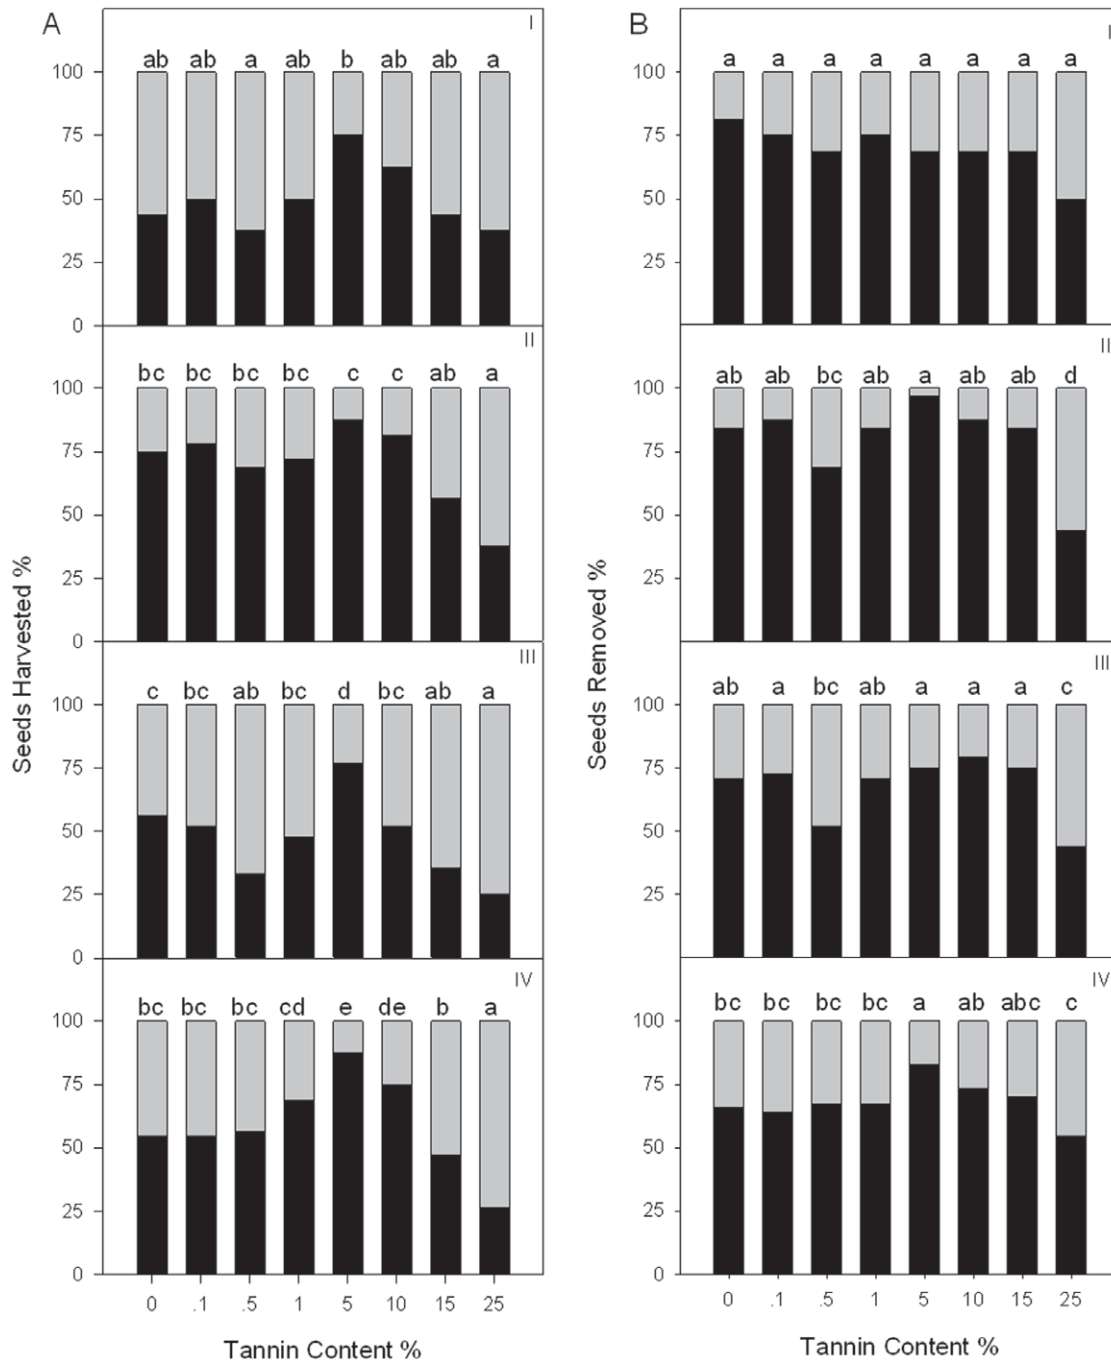 A
I
ab ab a ab b ab ab a
100
75
50
25
0
II
bc bc bc bc c c ab a
100
75
50
25
0
III
c bc ab bc d bc ab a
100
75
50
25
0
IV
bc bc bc cd e de b a
100
75
50
25
0
0 .1 .5 1 5 10 15 25
Tannin Content %
Seeds Harvested %
B
I
a a a a a a a a
100
75
50
25
II
ab ab bc ab a ab ab d
100
75
50
25
III
ab a bc ab a a a c
100
75
50
25
IV
bc bc bc bc a ab abc c
100
75
50
25
0
0 .1 .5 1 5 10 15 25
Tannin Content %
Seeds Removed %